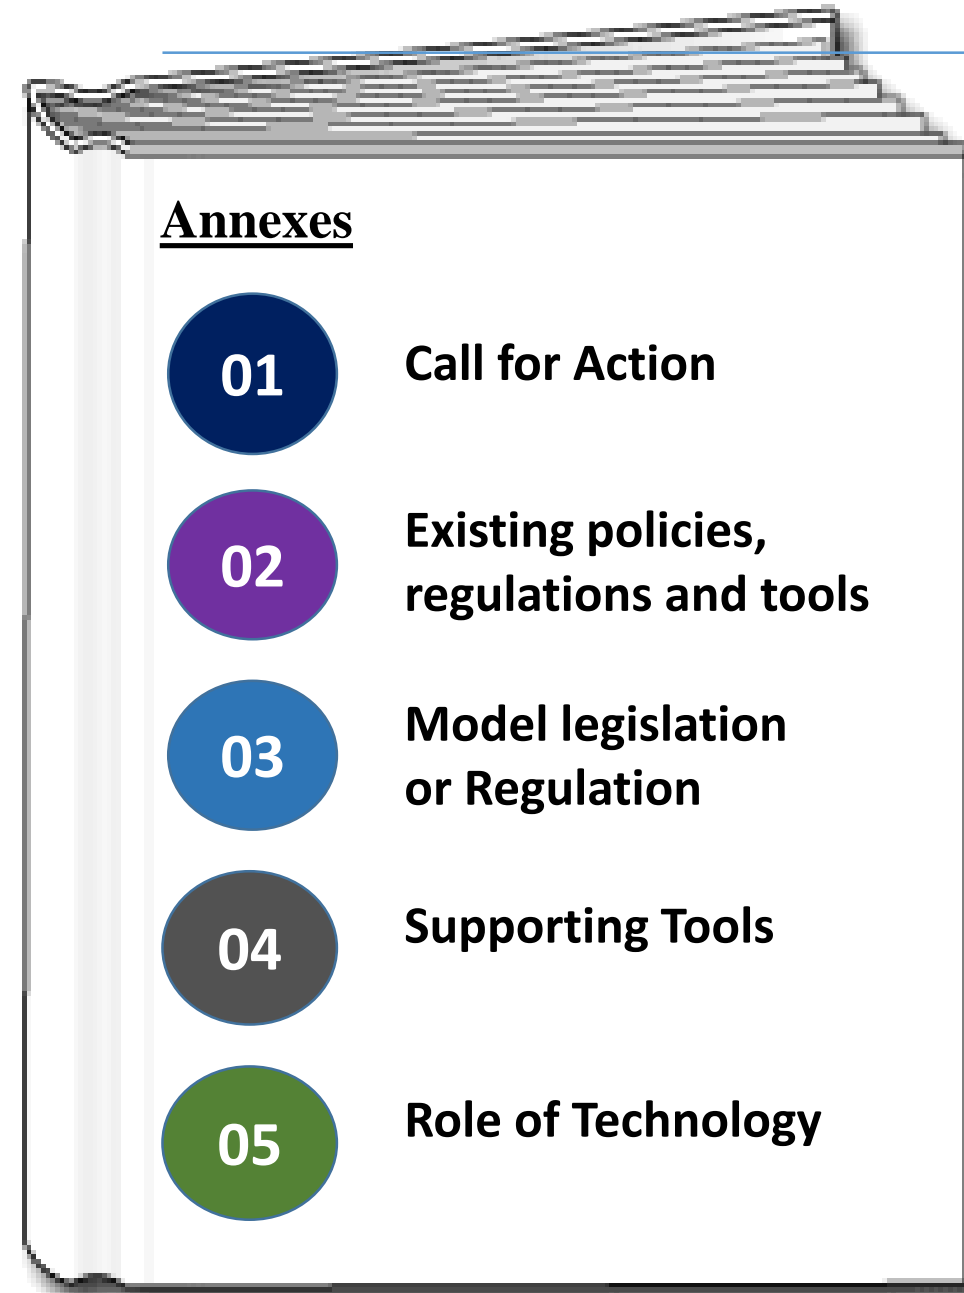 Annexes
01
Call for Action
02
Existing policies,
regulations and tools
03
Model legislation
or Regulation
04
Supporting Tools
05
Role of Technology